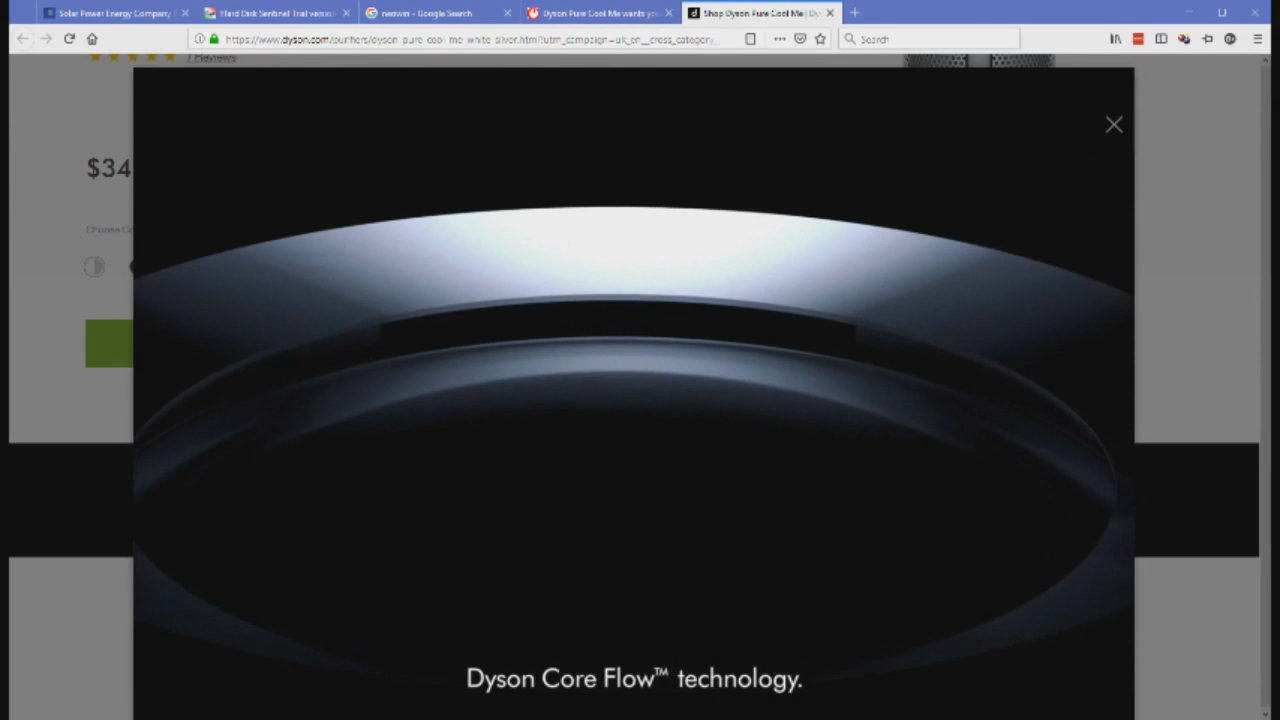 Solar Power Energy Company
Hard Disk Sentinel Trial version
neowin - Google Search
Dyson Pure Cool Me wants yo
Shop Dyson Pure Cool Me | Dy
https://www.dyson.com/purifiers/dyson-pure-cool-me-white-silver.html?utm_campaign=uk_en__cross_category_
Search
7 Reviews
$34
Choose Co
Dyson Core Flow™ technology.